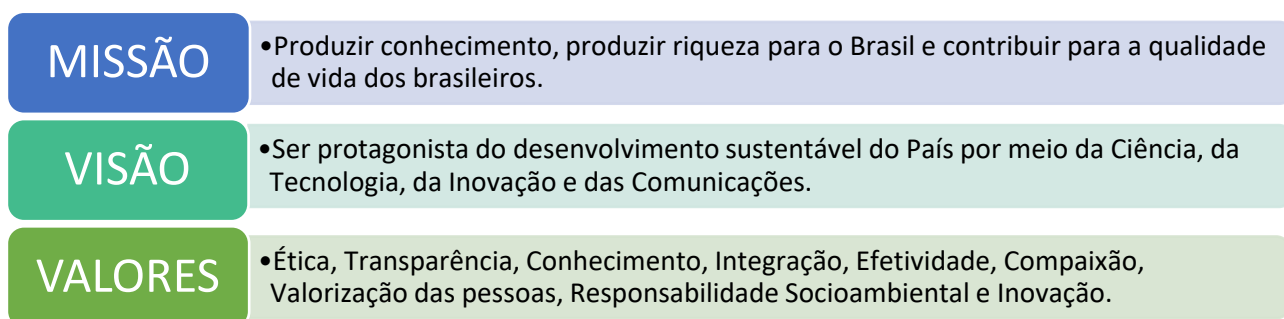 MISSÃO
•Produzir conhecimento, produzir riqueza para o Brasil e contribuir para a qualidade
de vida dos brasileiros.
VISÃO
•Ser protagonista do desenvolvimento sustentável do País por meio da Ciência, da
Tecnologia, da Inovação e das Comunicações.
VALORES
•Ética, Transparência, Conhecimento, Integração, Efetividade, Compaixão,
Valorização das pessoas, Responsabilidade Socioambiental e Inovação.